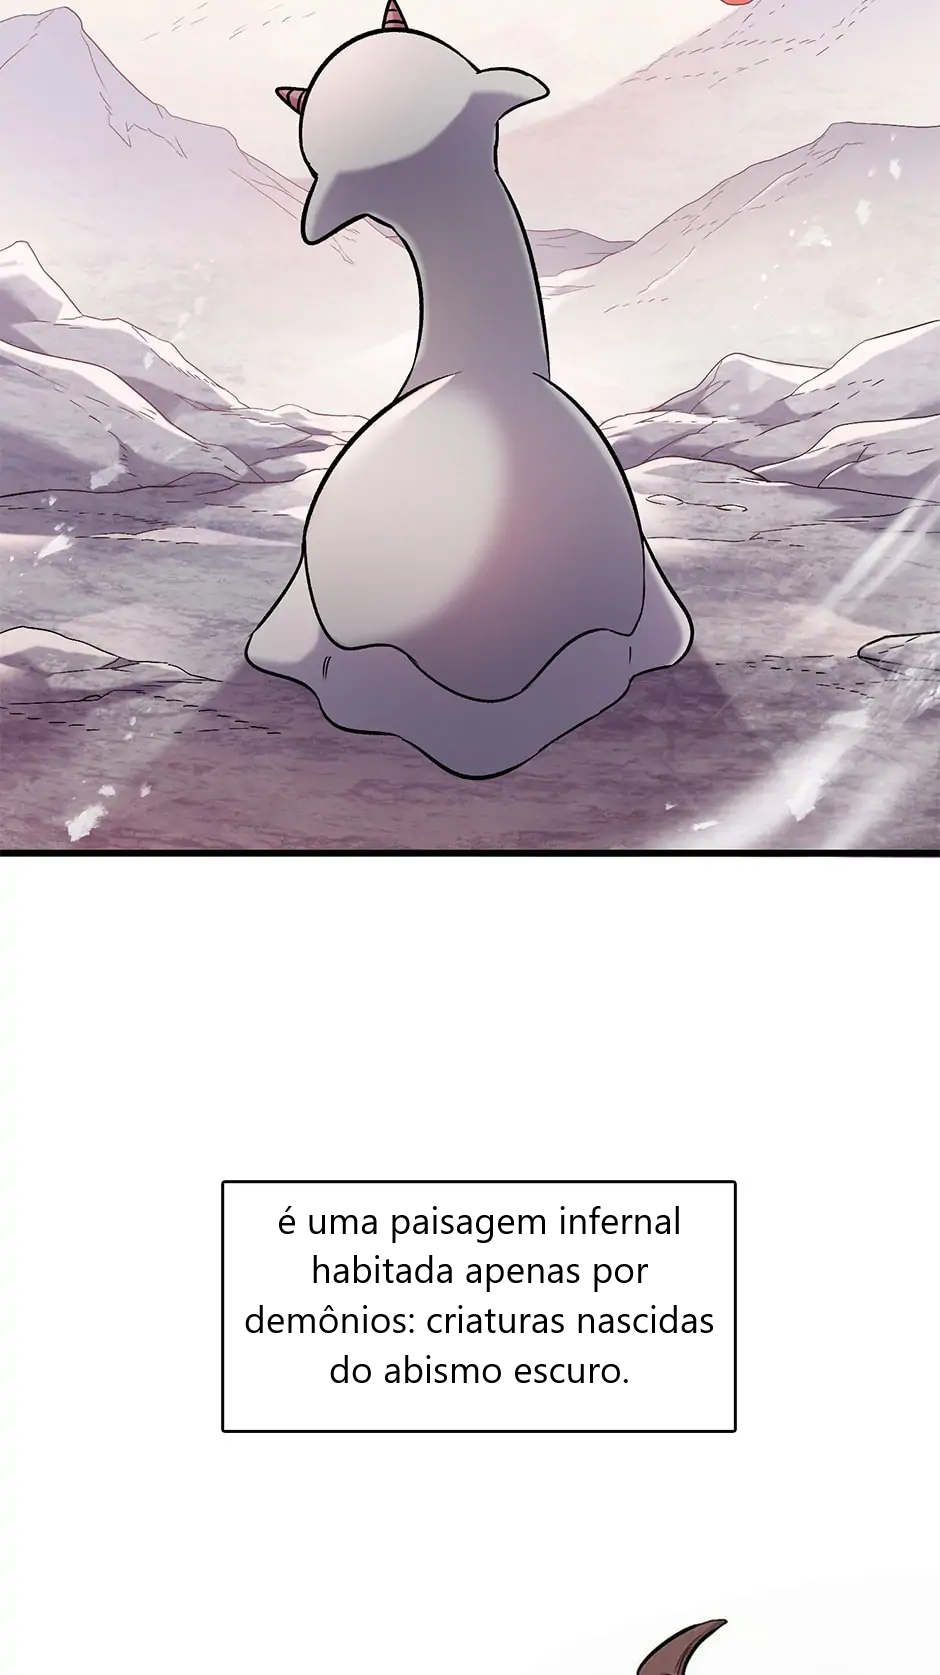 é uma paisagem infernal
habitada apenas por
demônios: criaturas nascidas
do abismo escuro.